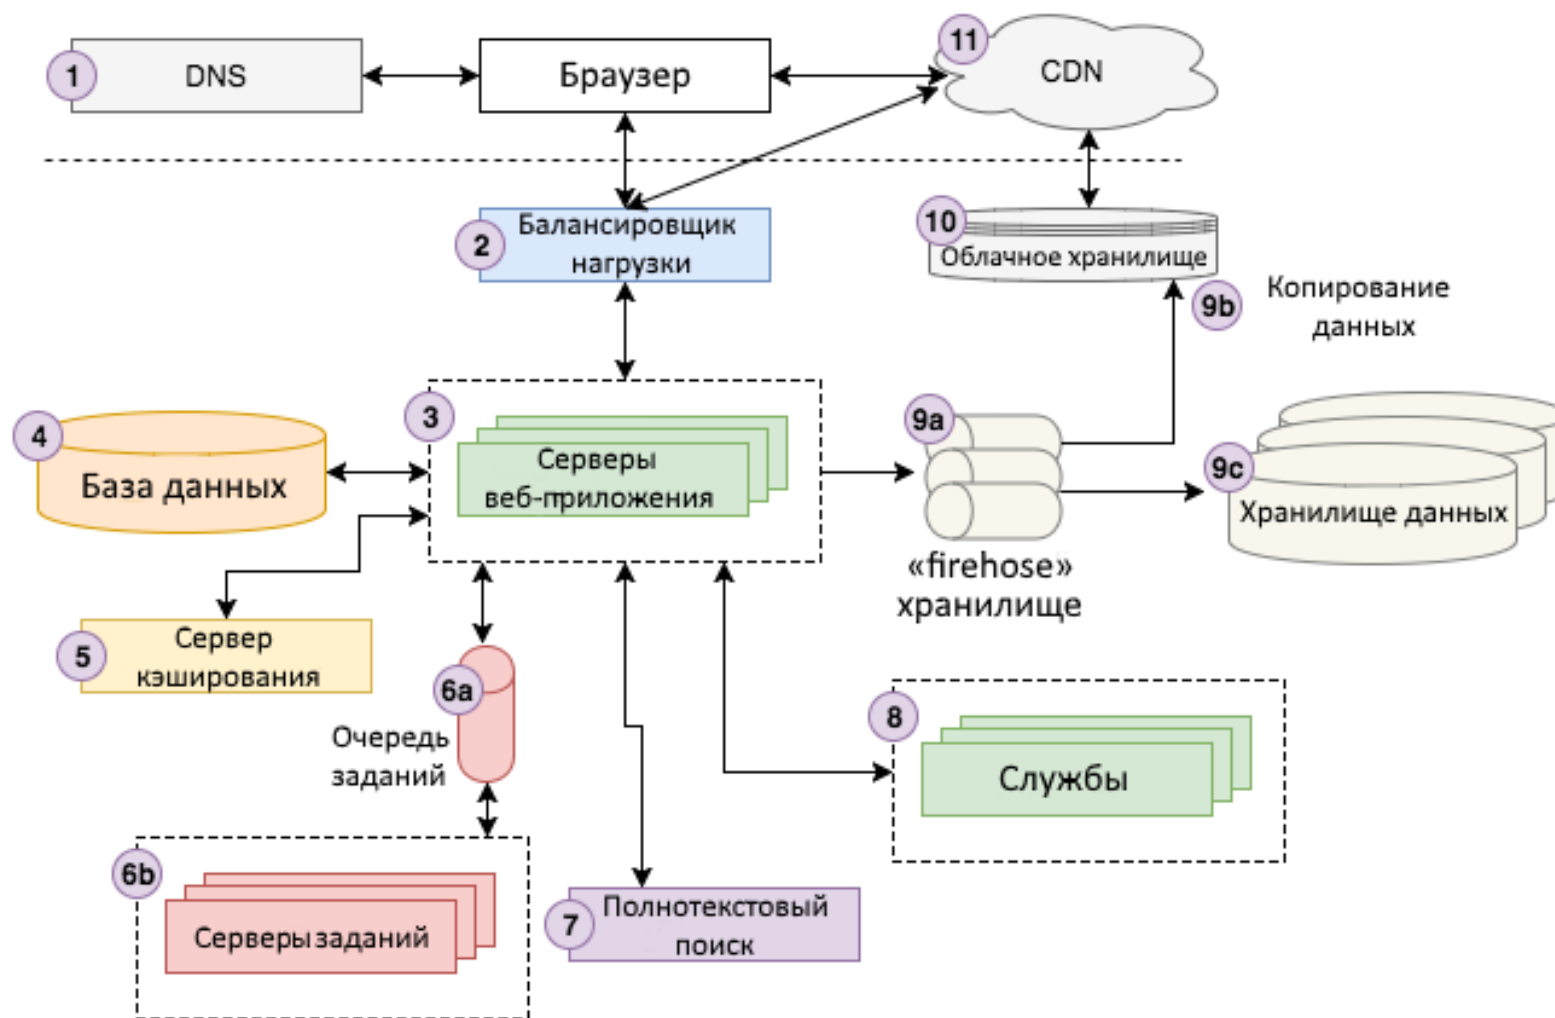 1
DNS
Браузер
11
CDN
2
Балансировщик
нагрузки
10
Облачное хранилище
9b
Копирование
данных
3
Серверы
веб-приложения
4
База данных
9a
«firehose»
хранилище
9c
Хранилище данных
5
Сервер
кэширования
6a
Очередь
заданий
8
Службы
6b
Серверы заданий
7
Полнотекстовый
поиск